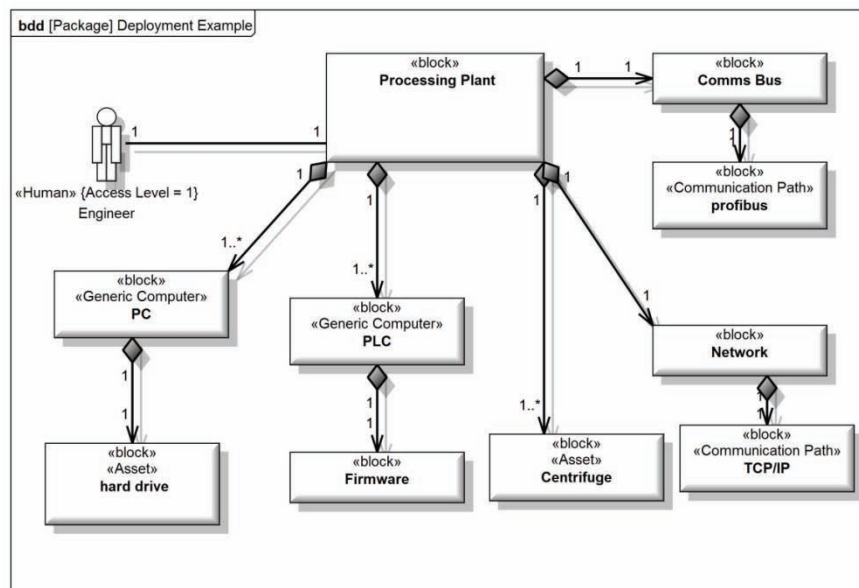 bdd [Package] Deployment Example
«block»
Processing Plant
«block»
Comms Bus
1
1
1
1
1
1
«Human» {Access Level = 1}
Engineer
1
1
1
1
1
«block»
«Communication Path»
profibus
1..*
1..*
«block»
«Generic Computer»
PC
«block»
«Generic Computer»
PLC
1
«block»
Network
1
1
1
1
1..*
1
1
«block»
«Asset»
hard drive
«block»
Firmware
«block»
«Asset»
Centrifuge
«block»
«Communication Path»
TCP/IP